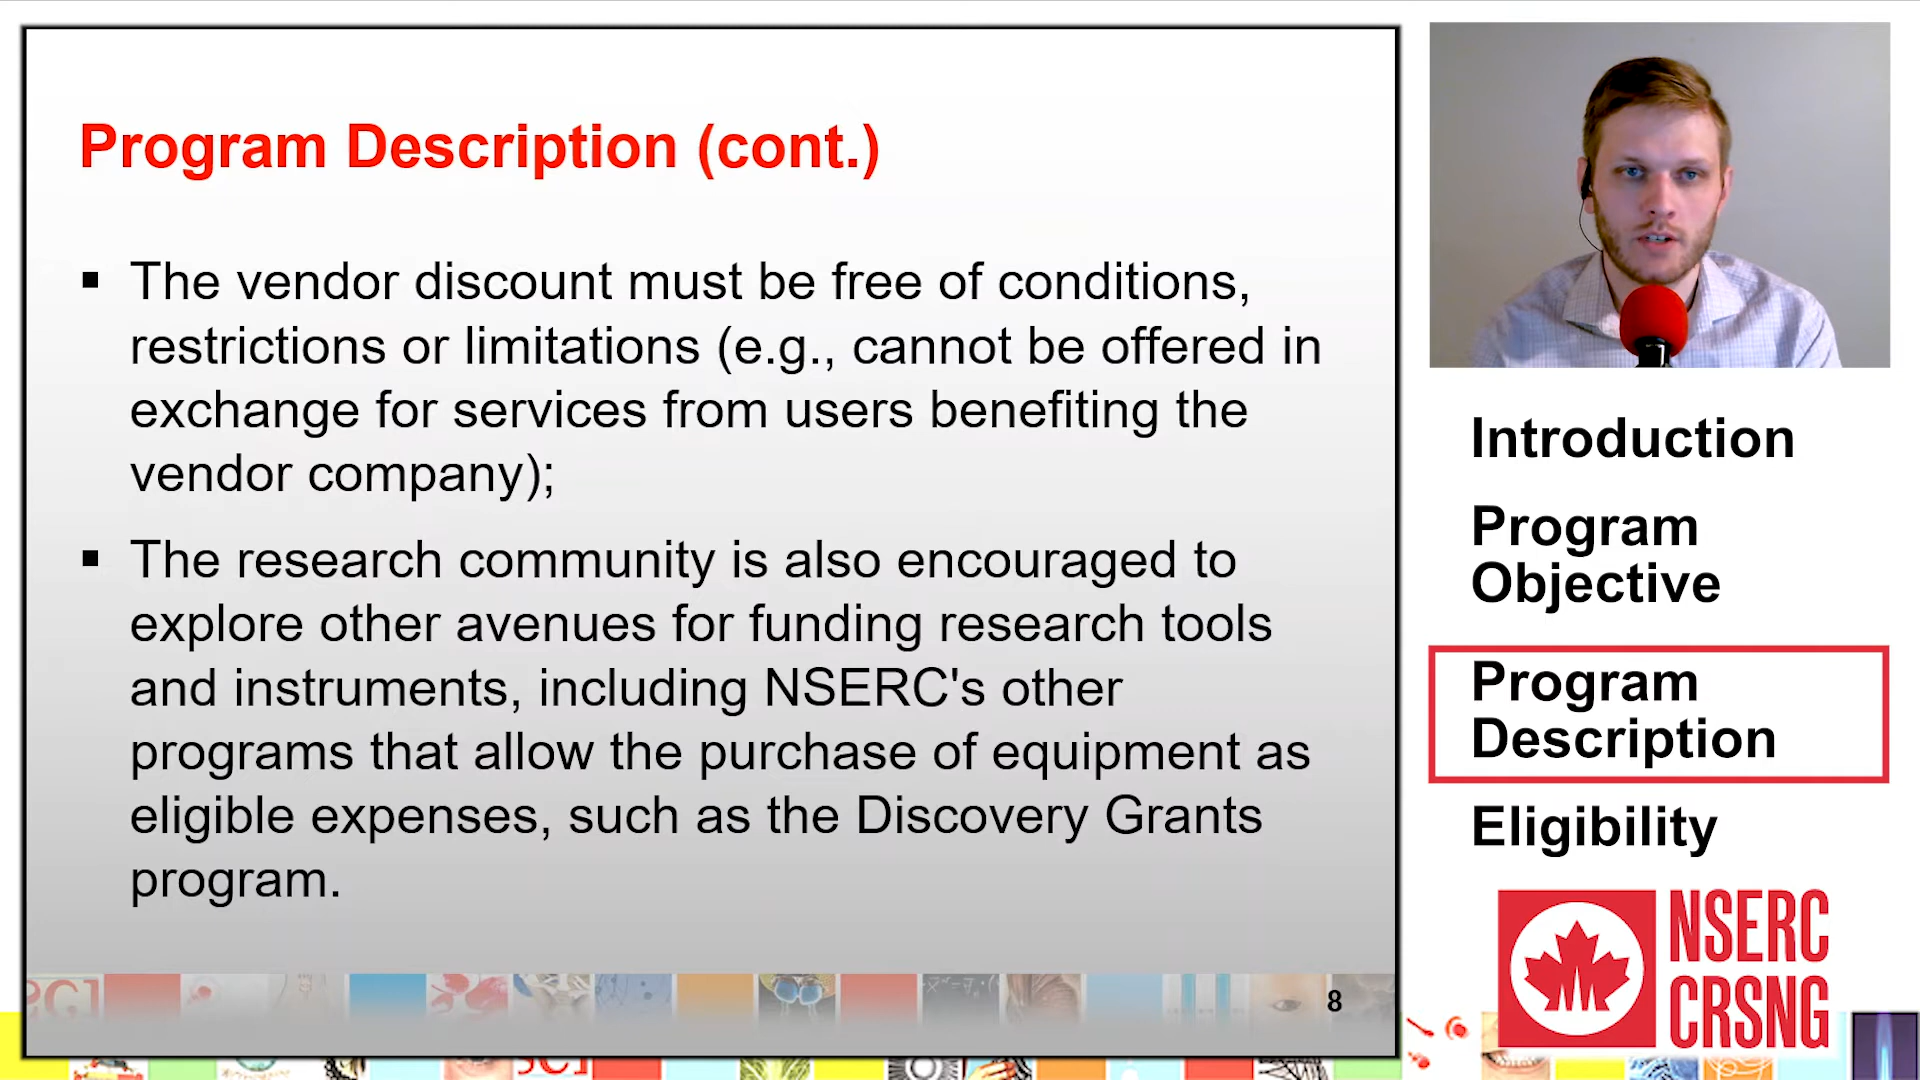 Program Description (cont.)
▪ The vendor discount must be free of conditions,
restrictions or limitations (e.g., cannot be offered in
exchange for services from users benefiting the
vendor company);
▪ The research community is also encouraged to
explore other avenues for funding research tools
and instruments, including NSERC's other
programs that allow the purchase of equipment as
eligible expenses, such as the Discovery Grants
program.
8
Introduction
Program
Objective
Program
Description
Eligibility
NSERC
CRSNG